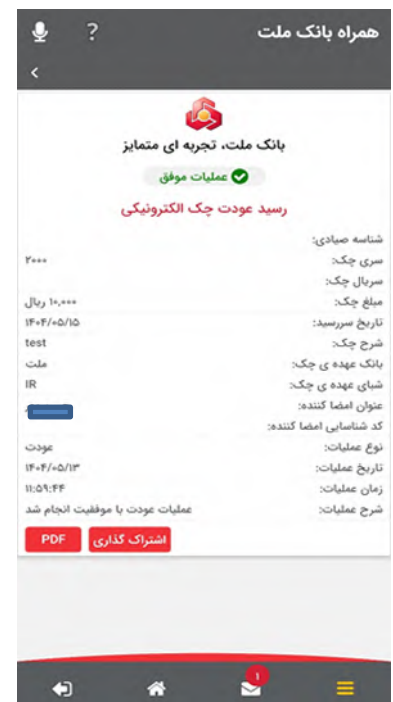 همراه بانک ملت
?
بانک ملت، تجربه ای متمایز
عملیات موفق
رسید عودت چک الکترونیکی
شناسه صیادی:
سری چک: ۲۰۰۰
سریال چک:
مبلغ چک: ۱۰,۰۰۰ ریال
تاریخ سررسید: ۱۴۰۴/۰۵/۱۵
شرح چک: test
بانک عهده ی چک: ملت
شبای عهده ی چک: IR
عنوان امضا کننده:
کد شناسایی امضا کننده:
نوع عملیات: عودت
تاریخ عملیات: ۱۴۰۴/۰۵/۱۳
زمان عملیات: ۱۱:۵۹:۴۴
شرح عملیات: عملیات عودت با موفقیت انجام شد
اشتراک گذاری PDF
۱